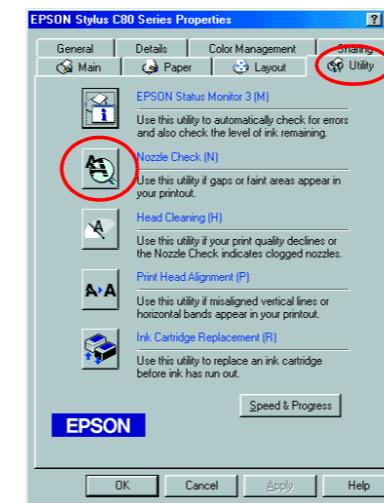 EPSON Stylus C80 Series Properties
?
General Details Color Management Sharing
Main Paper Layout Utility
EPSON Status Monitor 3 (M)
Use this utility to automatically check for errors
and also check the level of ink remaining.
Nozzle Check (N)
Use this utility if gaps or faint areas appear in
your printout.
Head Cleaning (H)
Use this utility if your print quality declines or
the Nozzle Check indicates clogged nozzles.
Print Head Alignment (P)
Use this utility if misaligned vertical lines or
horizontal bands appear in your printout.
Ink Cartridge Replacement (R)
Use this utility to replace an ink cartridge
before ink has run out.
Speed & Progress
EPSON
OK Cancel Apply Help